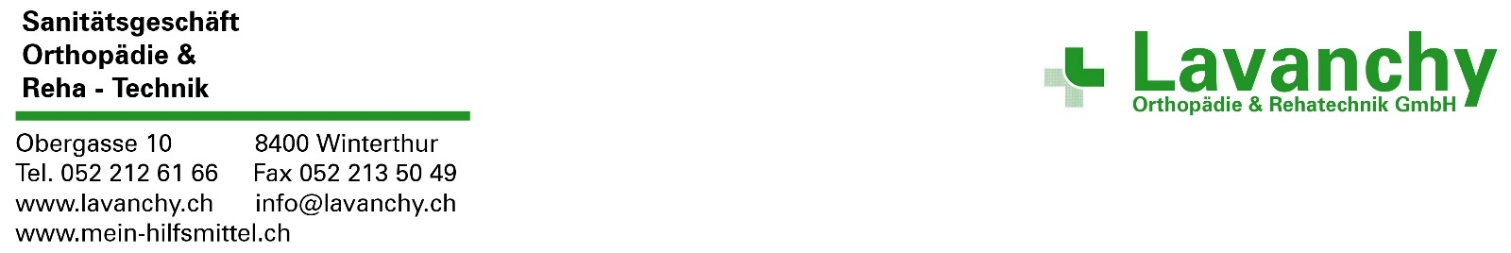 Sanitätsgeschäft
Orthopädie &
Reha - Technik
Obergasse 10 8400 Winterthur
Tel. 052 212 61 66 Fax 052 213 50 49
www.lavanchy.ch info@lavanchy.ch
www.mein-hilfsmittel.ch
Lavanchy
Orthopädie & Rehatechnik GmbH